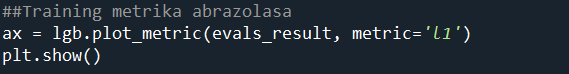 ##Training metrika abrazolasa
ax = lgb.plot_metric(evals_result, metric='l1')
plt.show()